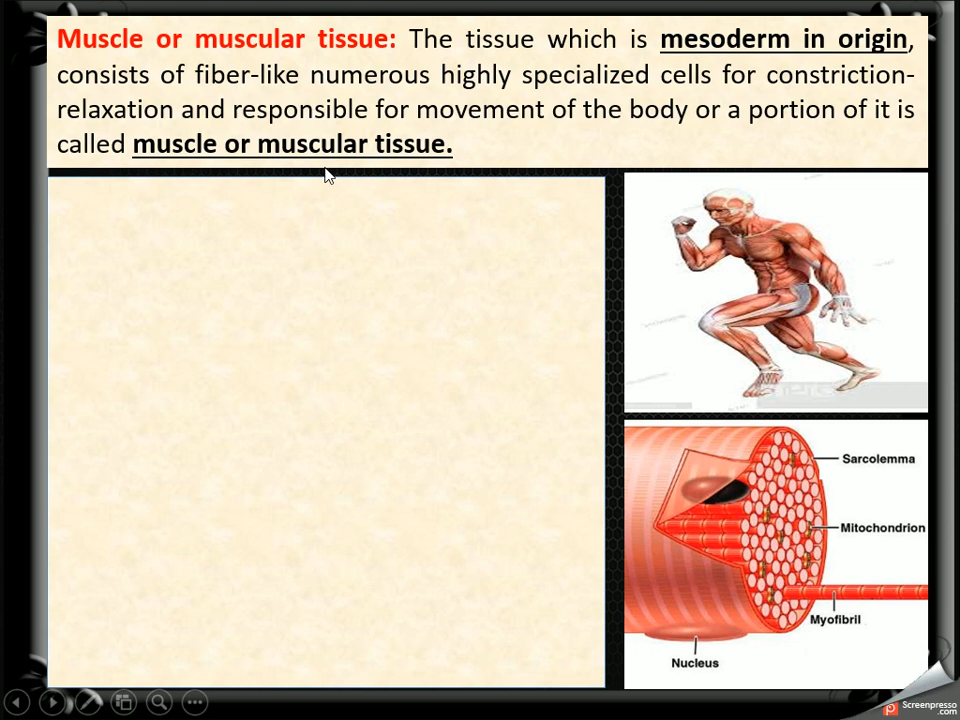 Muscle or muscular tissue: The tissue which is mesoderm in origin,
consists of fiber-like numerous highly specialized cells for constriction-
relaxation and responsible for movement of the body or a portion of it is
called muscle or muscular tissue.
Sarcolemma
Mitochondrion
Myofibril
Nucleus
Screenpresso
.com